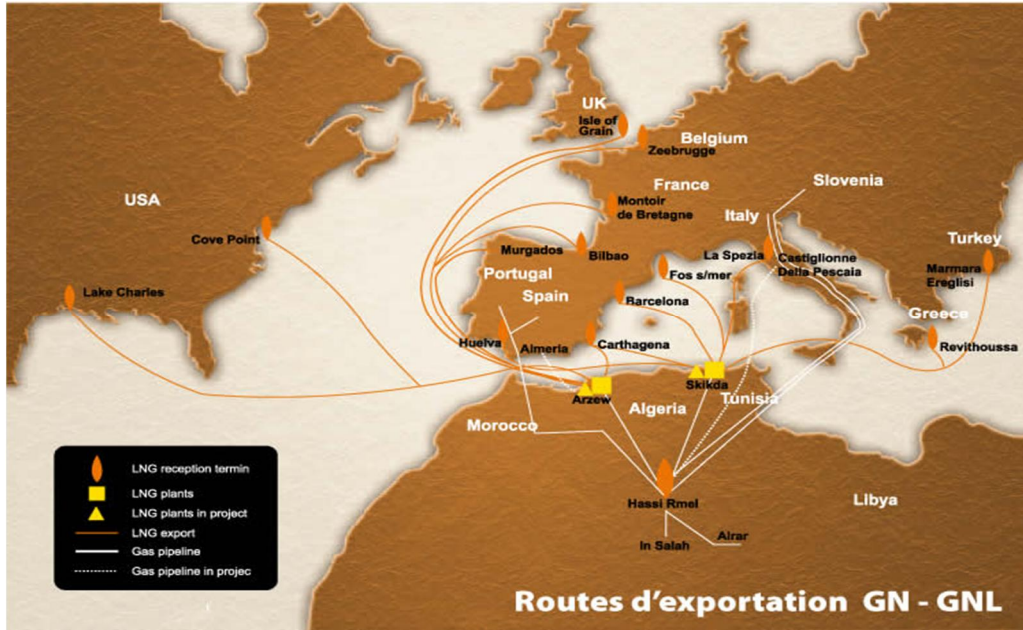 UK
Isle of
Grain
Belgium
Zeebrugge
France
Slovenia
USA
Montoir
de Bretagne
Italy
Cove Point
Murgados
Bilbao
La Spezia
Castiglionne
Della Pescaia
Turkey
Marmara
Ereglisi
Portugal
Fos s/mer
Spain
Lake Charles
Barcelona
Greece
Huelva
Almeria
Carthagena
Revithoussa
Skikda
Arzew
Tunisia
Algeria
Morocco
Hassi Rmel
Libya
In Salah
Alrar
LNG reception termin
LNG plants
LNG plants in project
LNG export
Gas pipeline
Gas pipeline in projec
Routes d'exportation GN - GNL